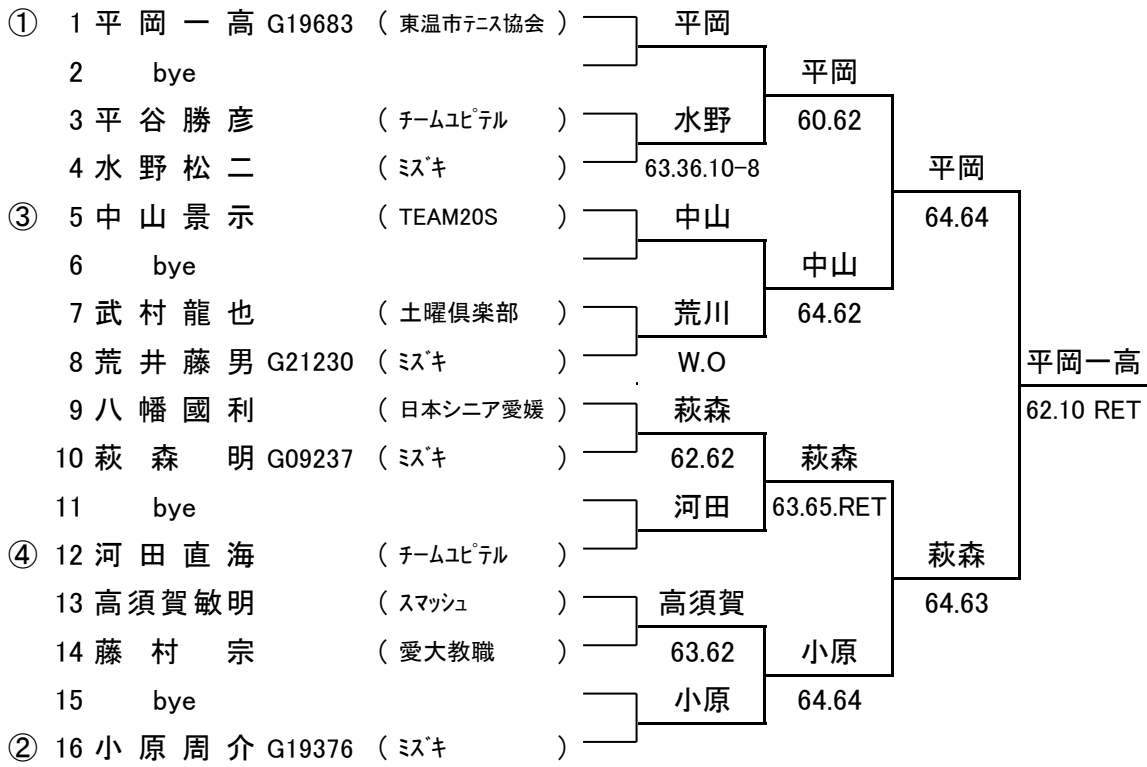 ① 1 平 岡 一 高 G19683 ( 東温市テニス協会 ) 平岡
2 bye 平岡
3 平 谷 勝 彦 ( チームユピテル ) 水野 60.62
4 水 野 松 二 ( ミズキ ) 63.36.10-8 平岡
③ 5 中 山 景 示 ( TEAM20S ) 中山 64.64
6 bye 中山
7 武 村 龍 也 ( 土曜倶楽部 ) 荒川 64.62
8 荒 井 藤 男 G21230 ( ミズキ ) W.O 平岡一高
9 八 幡 國 利 ( 日本シニア愛媛 ) 萩森 62.10 RET
10 萩 森 明 G09237 ( ミズキ ) 62.62 萩森
11 bye 河田 63.65.RET
④ 12 河 田 直 海 ( チームユピテル ) 萩森
13 高須賀敏明 ( スマッシュ ) 高須賀 64.63
14 藤 村 宗 ( 愛大教職 ) 63.62 小原
15 bye 小原 64.64
② 16 小 原 周 介 G19376 ( ミズキ )